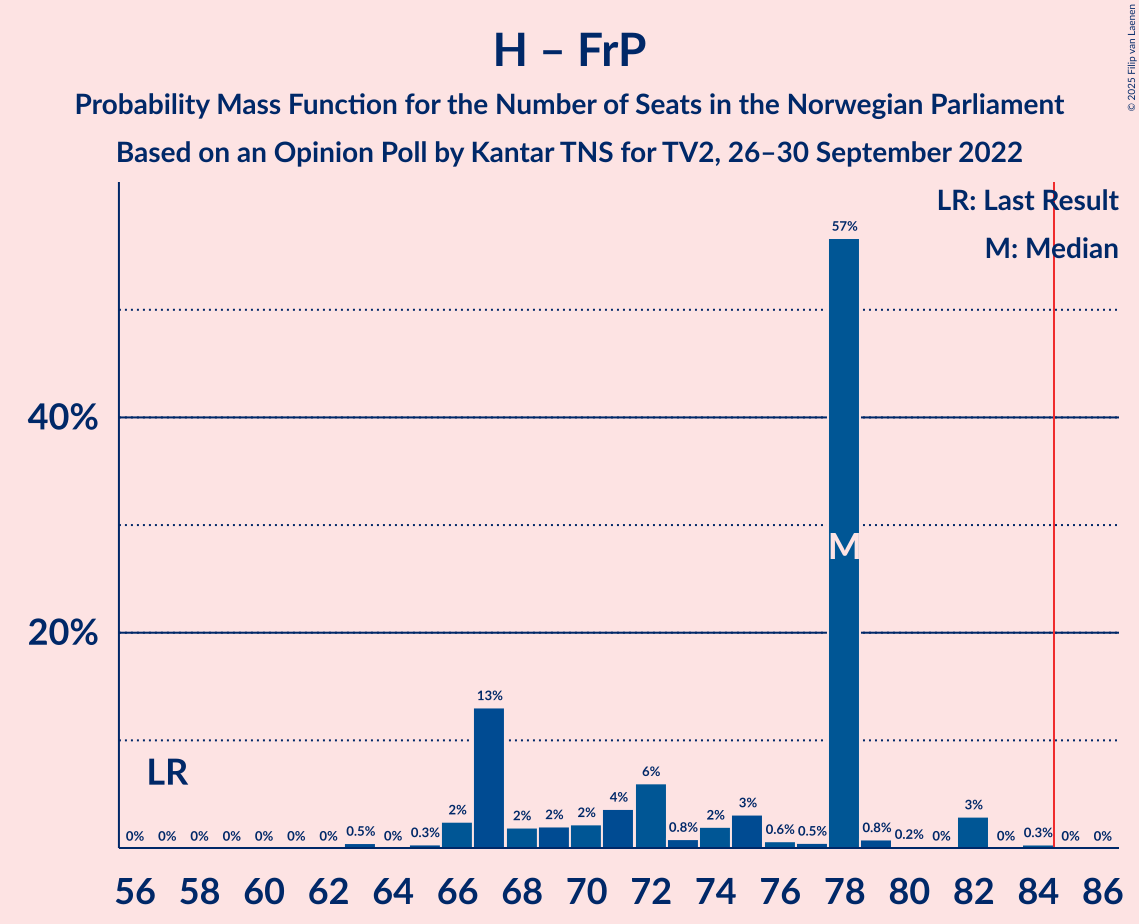 H – FrP
Probability Mass Function for the Number of Seats in the Norwegian Parliament
Based on an Opinion Poll by Kantar TNS for TV2, 26–30 September 2022
© 2025 Filip van Laenen
LR: Last Result
M: Median
57%
40%
M
20%
13%
LR
0% 0% 0% 0% 0% 0% 0% 0.5% 0% 0.3% 2% 2% 2% 2% 4% 6% 0.8% 2% 3% 0.6% 0.5% 0.8% 0.2% 0% 3% 0% 0.3% 0% 0%
56 58 60 62 64 66 68 70 72 74 76 78 80 82 84 86